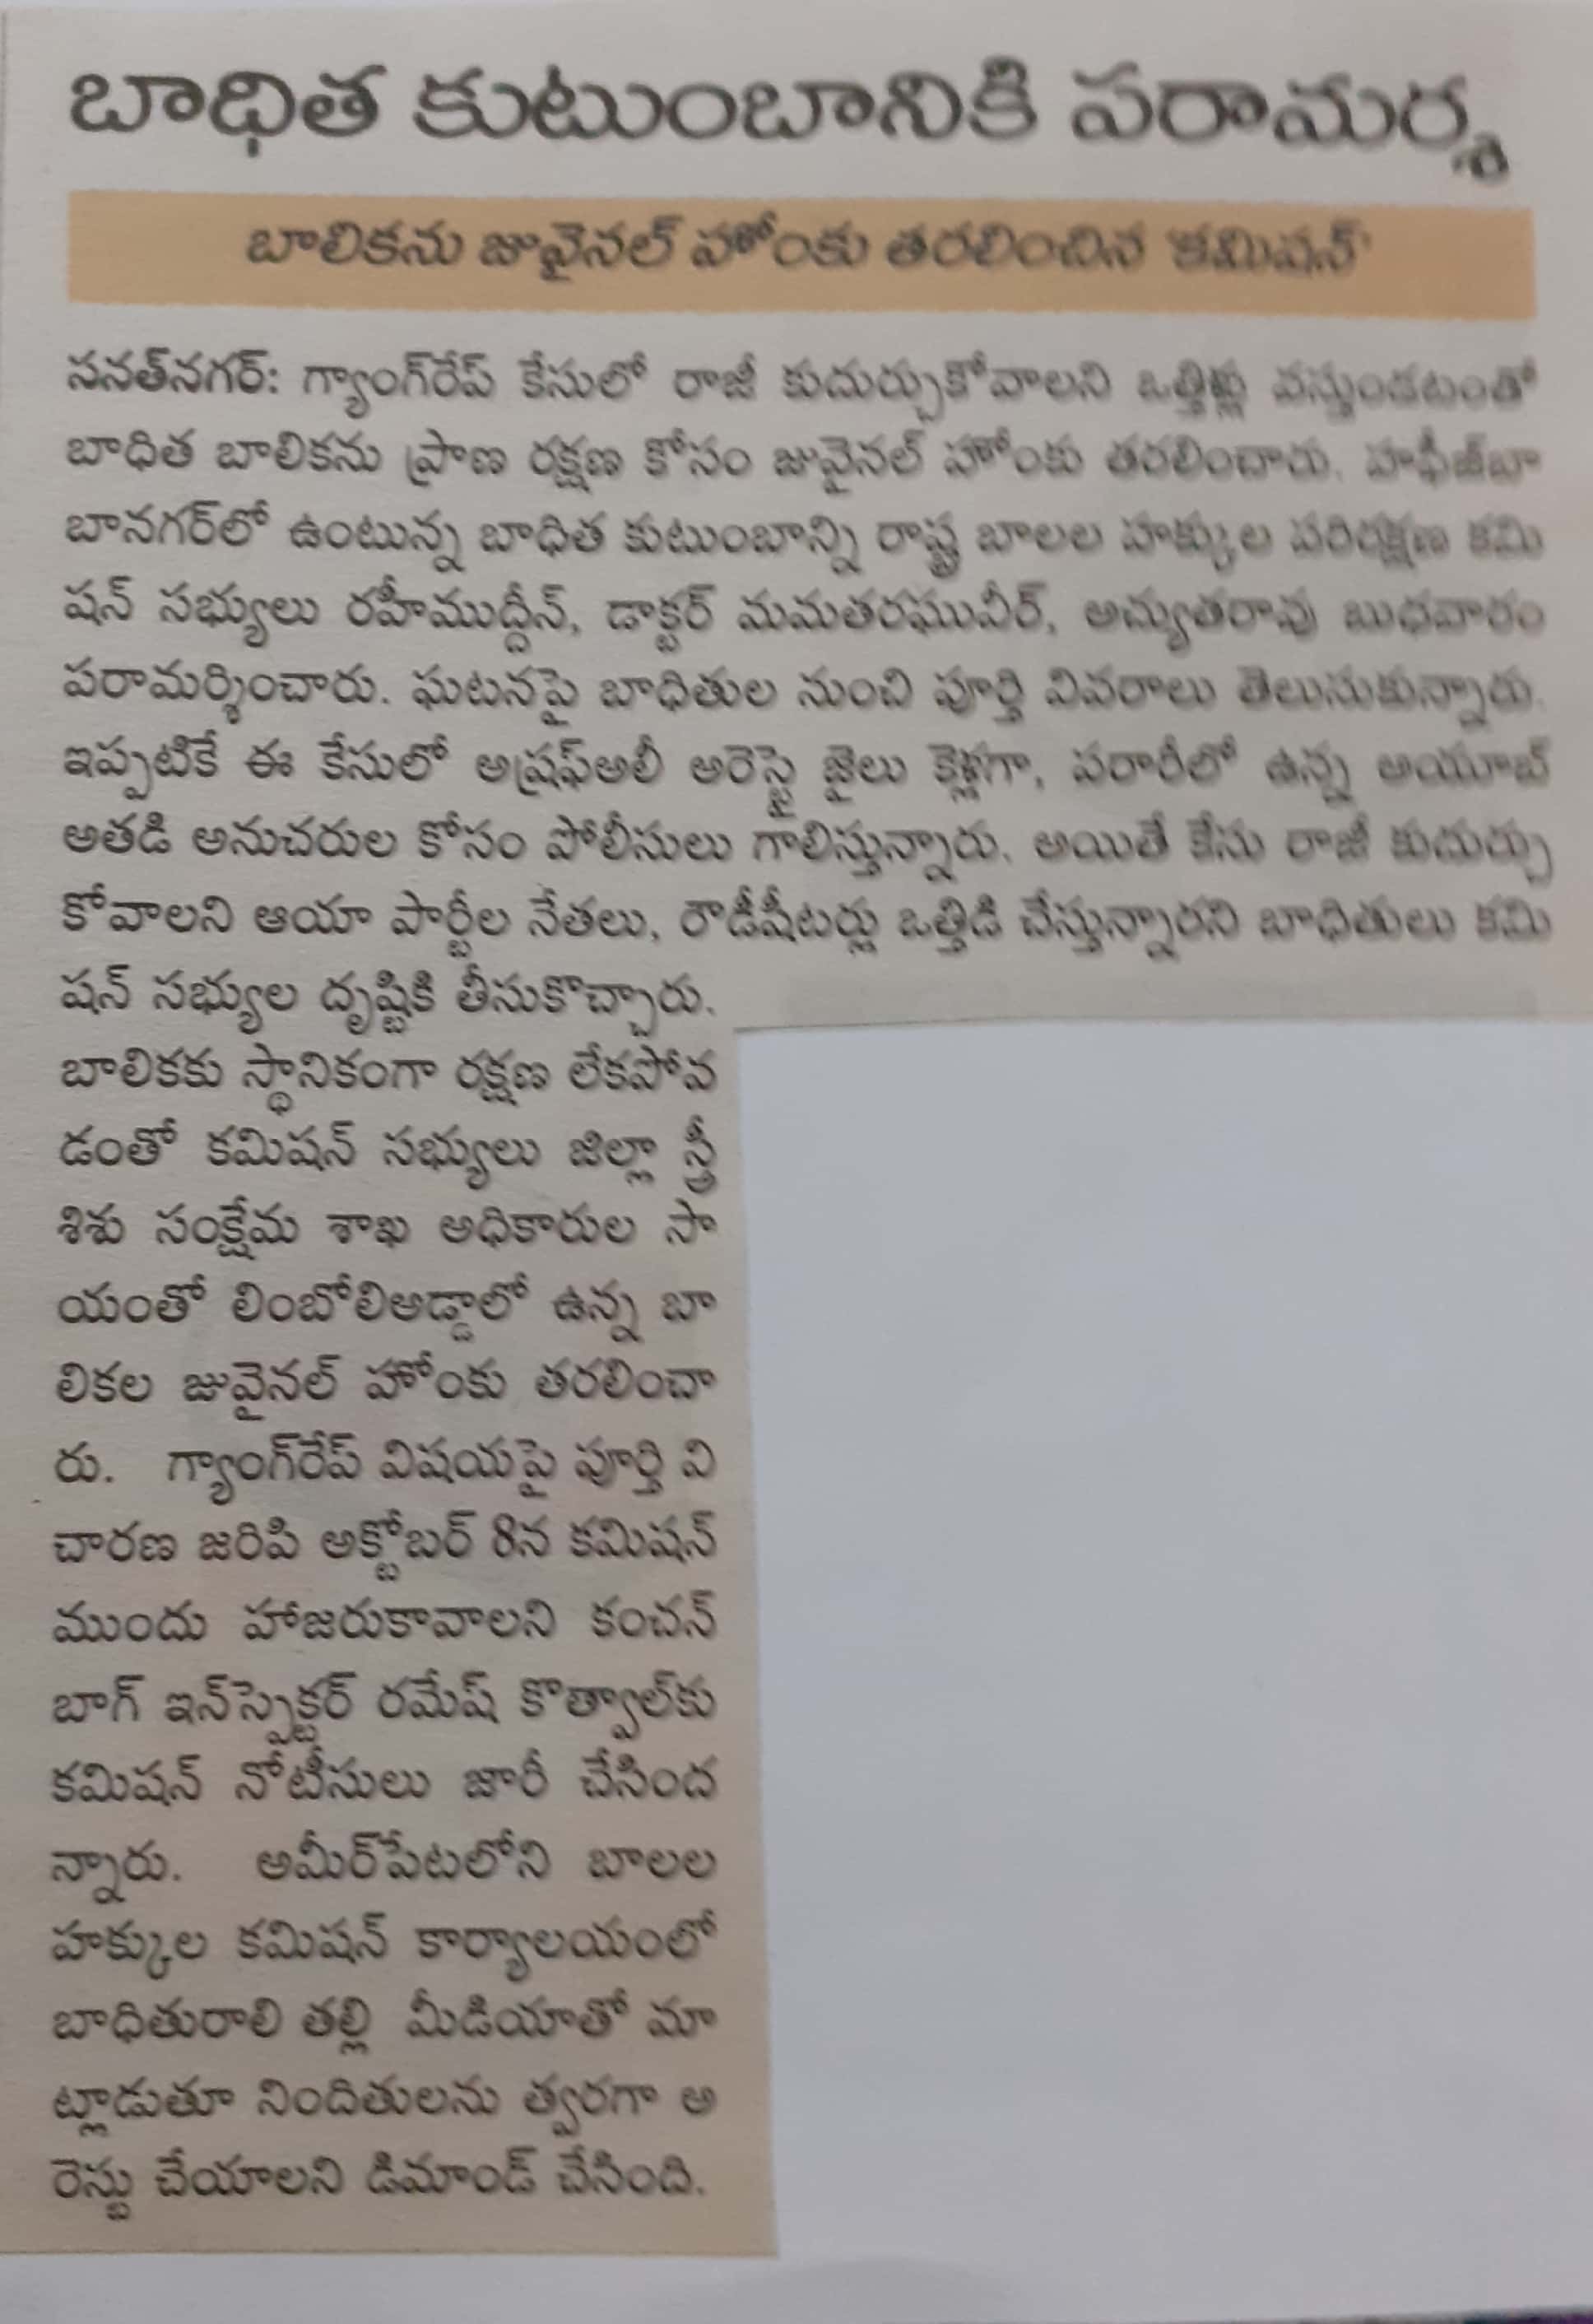 బాధిత కుటుంబానికి పరామర్శ
బాలికను జువైనల్ హోంకు తరలించిన 'కమిషన్'
సనత్‌నగర్: గ్యాంగ్‌రేప్ కేసులో రాజీ కుదుర్చుకోవాలని ఒత్తిళ్లు వస్తుండటంతో
బాధిత బాలికను ప్రాణ రక్షణ కోసం జువైనల్ హోంకు తరలించారు. హఫీజ్‌బా
బానగర్‌లో ఉంటున్న బాధిత కుటుంబాన్ని రాష్ట్ర బాలల హక్కుల పరిరక్షణ కమి
షన్ సభ్యులు రహీముద్దీన్, డాక్టర్ మమతరఘువీర్, అచ్యుతరావు బుధవారం
పరామర్శించారు. ఘటనపై బాధితుల నుంచి పూర్తి వివరాలు తెలుసుకున్నారు.
ఇప్పటికే ఈ కేసులో అష్రఫ్‌అలీ అరెస్టై జైలు కెళ్లగా, పరారీలో ఉన్న అయూబ్
అతడి అనుచరుల కోసం పోలీసులు గాలిస్తున్నారు. అయితే కేసు రాజీ కుదుర్చు
కోవాలని ఆయా పార్టీల నేతలు, రౌడీషీటర్లు ఒత్తిడి చేస్తున్నారని బాధితులు కమి
షన్ సభ్యుల దృష్టికి తీసుకొచ్చారు.
బాలికకు స్థానికంగా రక్షణ లేకపోవ
డంతో కమిషన్ సభ్యులు జిల్లా స్త్రీ
శిశు సంక్షేమ శాఖ అధికారుల సా
యంతో లింబోలిఅడ్డాలో ఉన్న బా
లికల జువైనల్ హోంకు తరలించా
రు. గ్యాంగ్‌రేప్ విషయపై పూర్తి వి
చారణ జరిపి అక్టోబర్ 8న కమిషన్
ముందు హాజరుకావాలని కంచన్
బాగ్ ఇన్‌స్పెక్టర్ రమేష్ కొత్వాల్‌కు
కమిషన్ నోటీసులు జారీ చేసింద
న్నారు. అమీర్‌పేటలోని బాలల
హక్కుల కమిషన్ కార్యాలయంలో
బాధితురాలి తల్లి మీడియాతో మా
ట్లాడుతూ నిందితులను త్వరగా అ
రెస్టు చేయాలని డిమాండ్ చేసింది.